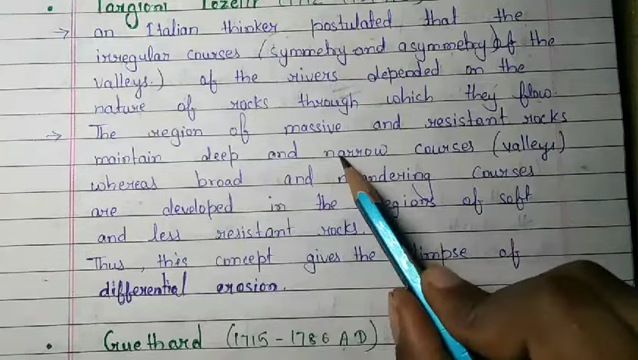 Targioni Tozetti
→ an Italian thinker postulated that the
irregular courses (symmetry and asymmetry of the
valleys) of the rivers depended on the
nature of rocks through which they flow.
→ The region of massive and resistant rocks
maintain deep and narrow courses (valleys)
whereas broad and courses
are developed in the regions of soft
and less resistant rocks
Thus, this concept gives the of
differential erosion.
• Guethard (1715 - 1786 AD)